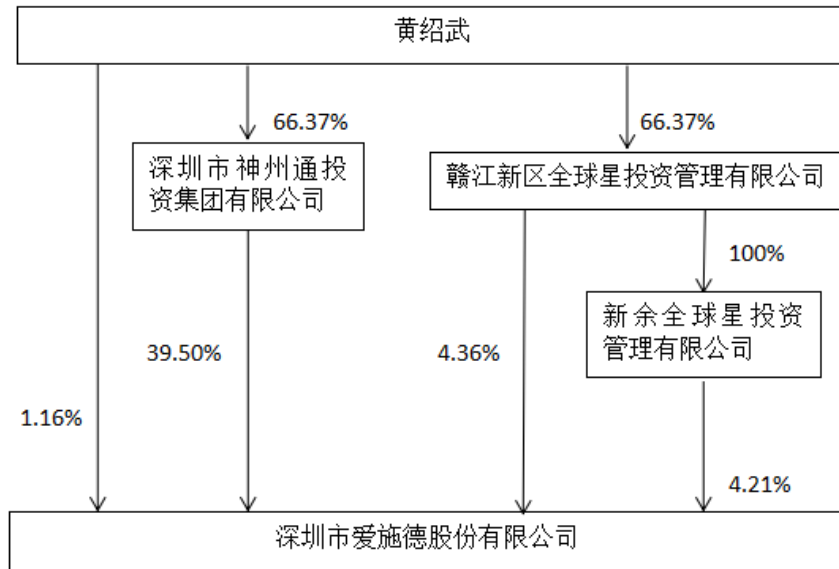 黄绍武
66.37%
66.37%
深圳市神州通投
资集团有限公司
赣江新区全球星投资管理有限公司
100%
新余全球星投资
管理有限公司
39.50%
4.36%
1.16%
4.21%
深圳市爱施德股份有限公司